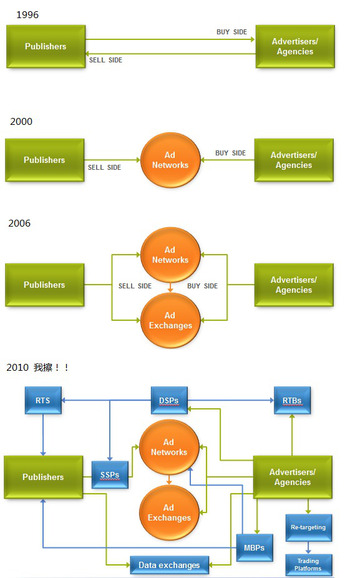 1996
BUY SIDE
Publishers
Advertisers/
Agencies
SELL SIDE
2000
Ad
Networks
BUY SIDE
Publishers
Advertisers/
Agencies
SELL SIDE
2006
Ad
Networks
Publishers
SELL SIDE
BUY SIDE
Advertisers/
Agencies
Ad
Exchanges
2010 我擦！！
RTS
DSPs
RTBs
Ad
Networks
Publishers
SSPs
Advertisers/
Agencies
Ad
Exchanges
Re-targeting
MBPs
Data exchanges
Trading
Platforms